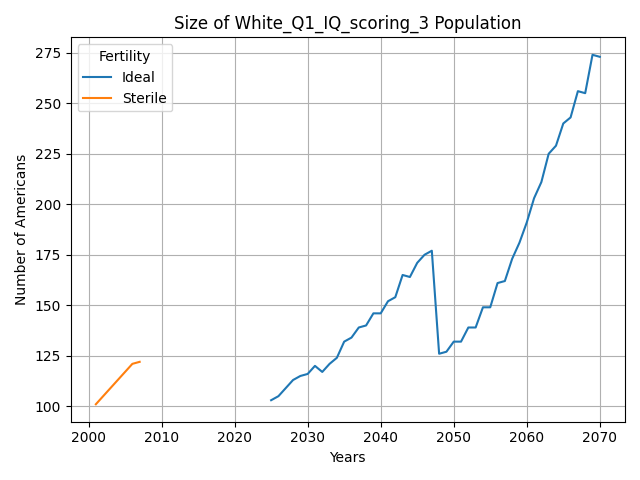 Size of White_Q1_IQ_scoring_3 Population
Number of Americans
275
250
225
200
175
150
125
100
Fertility
Ideal
Sterile
2000 2010 2020 2030 2040 2050 2060 2070
Years